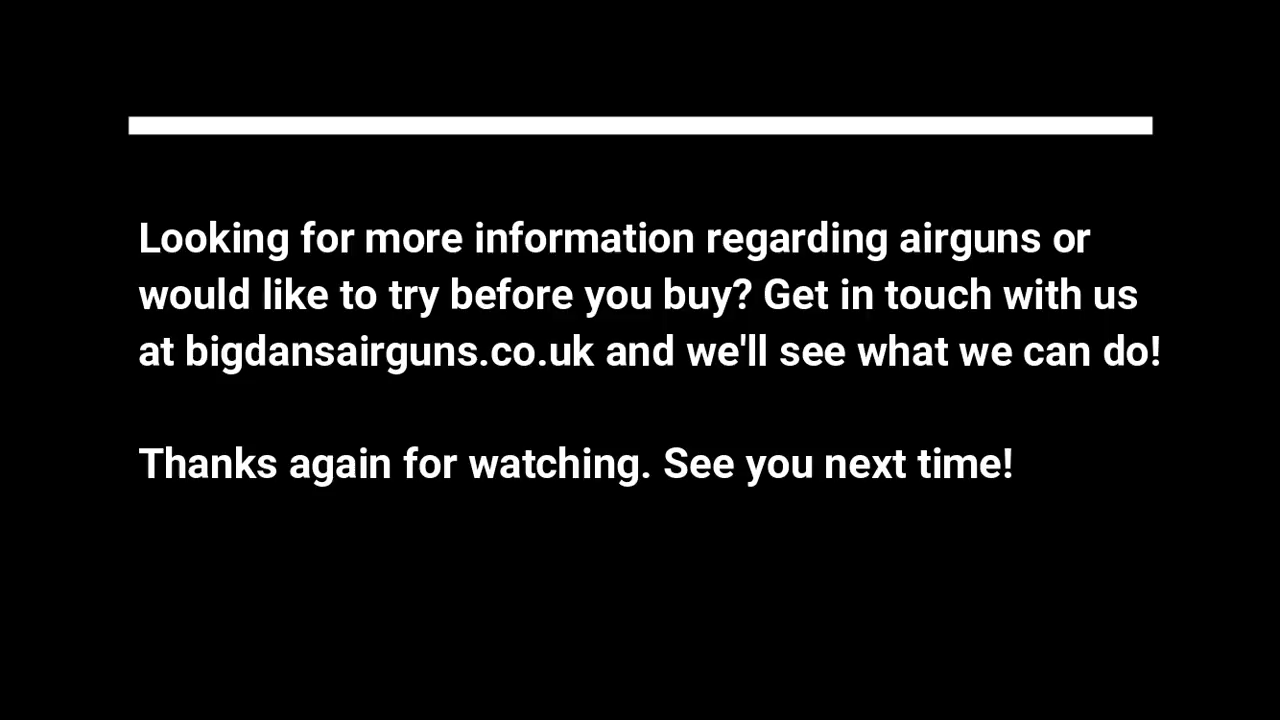 Looking for more information regarding airguns or
would like to try before you buy? Get in touch with us
at bigdansairguns.co.uk and we'll see what we can do!
Thanks again for watching. See you next time!